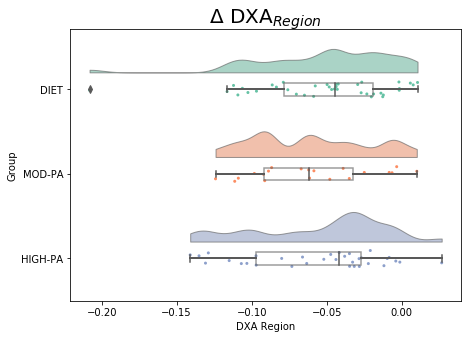 Δ DXA_Region
Group
DIET
MOD-PA
HIGH-PA
−0.20 −0.15 −0.10 −0.05 0.00
DXA Region